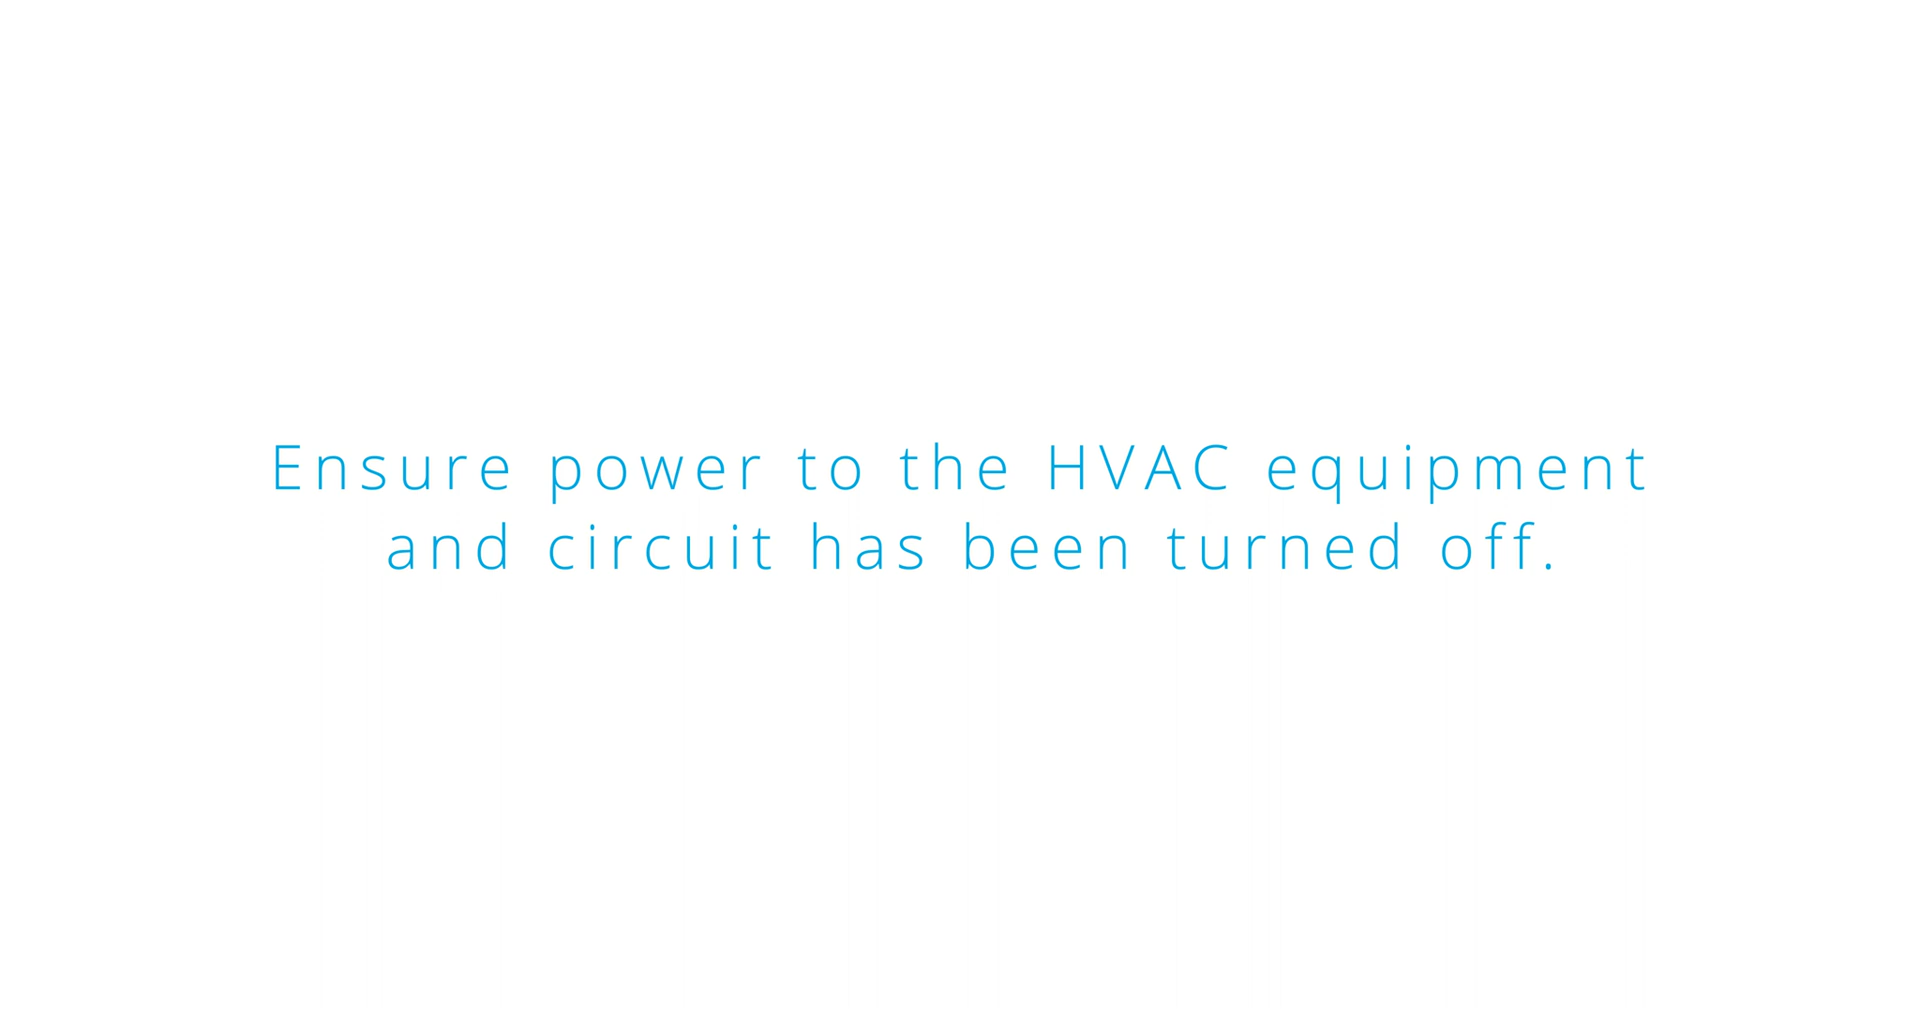 Ensure power to the HVAC equipment
and circuit has been turned off.